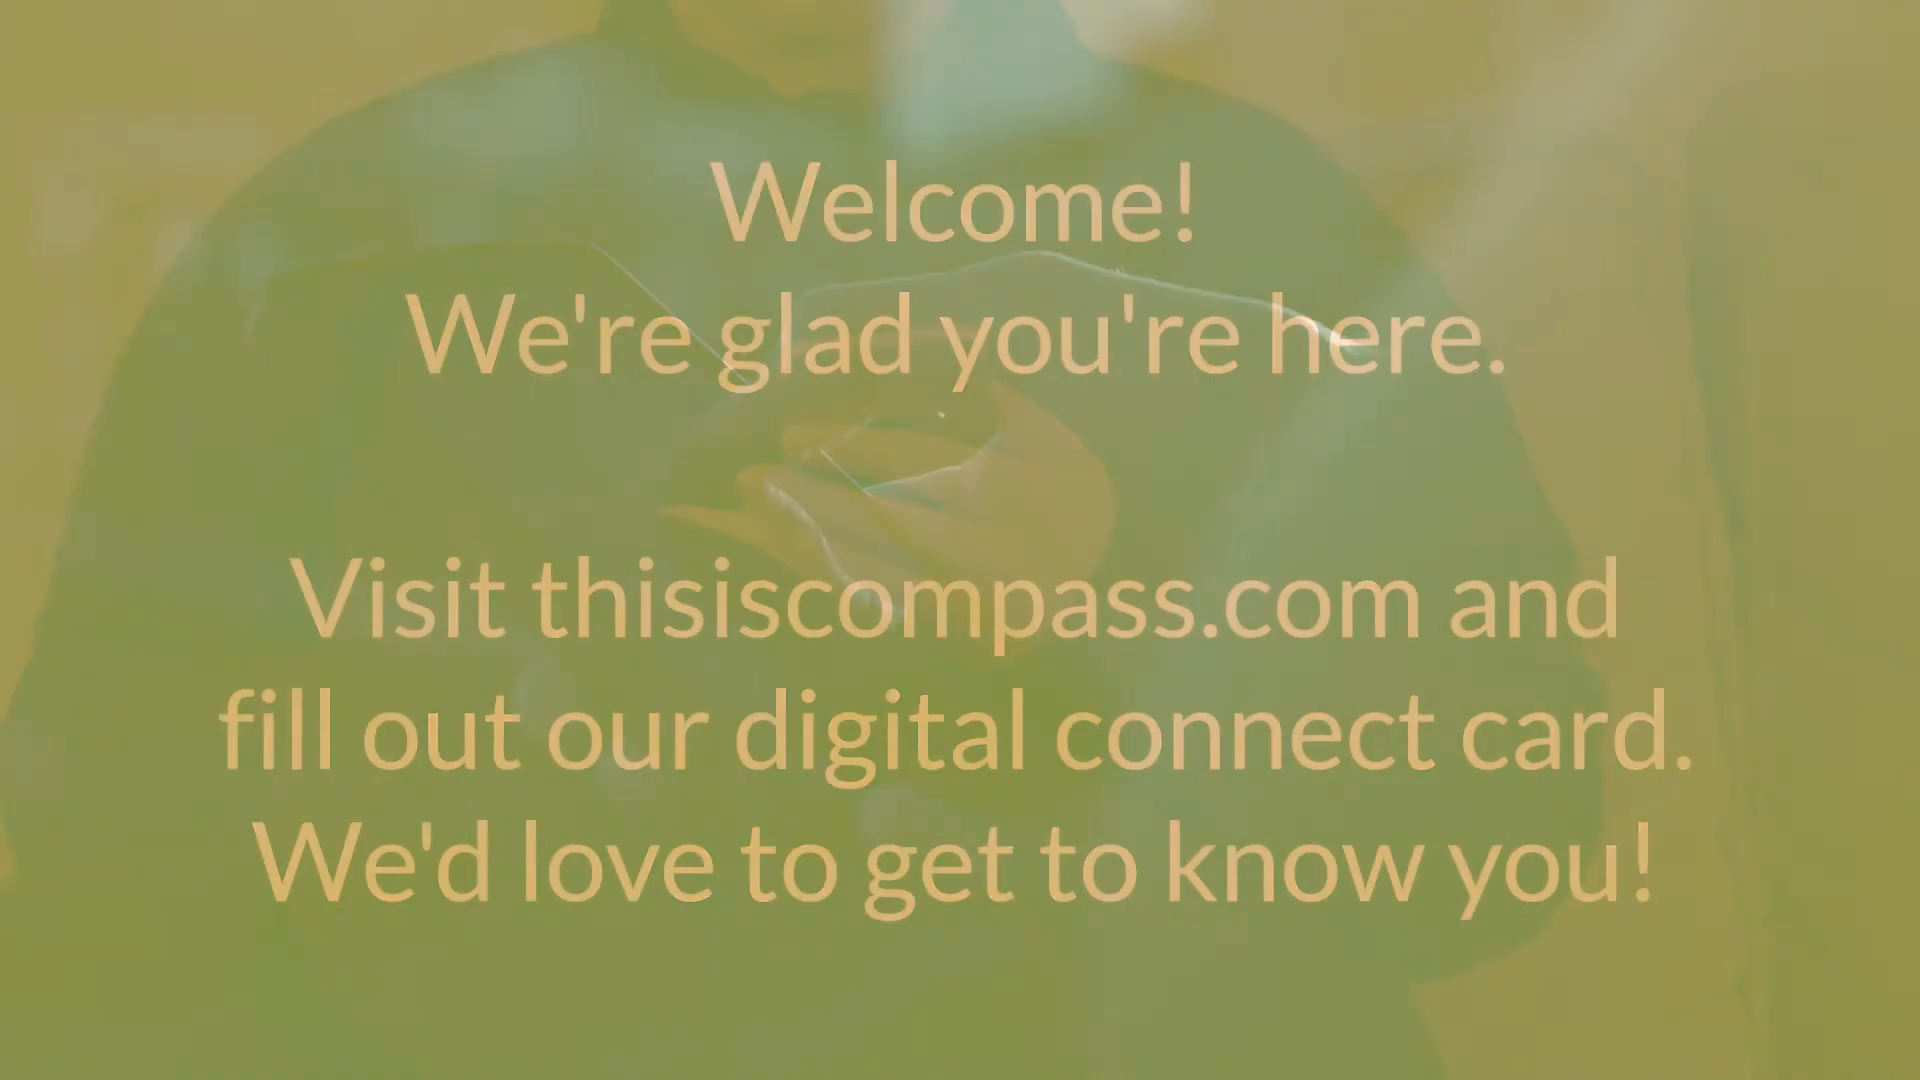 Welcome!
We're glad you're here.
Visit thisiscompass.com and
fill out our digital connect card.
We'd love to get to know you!